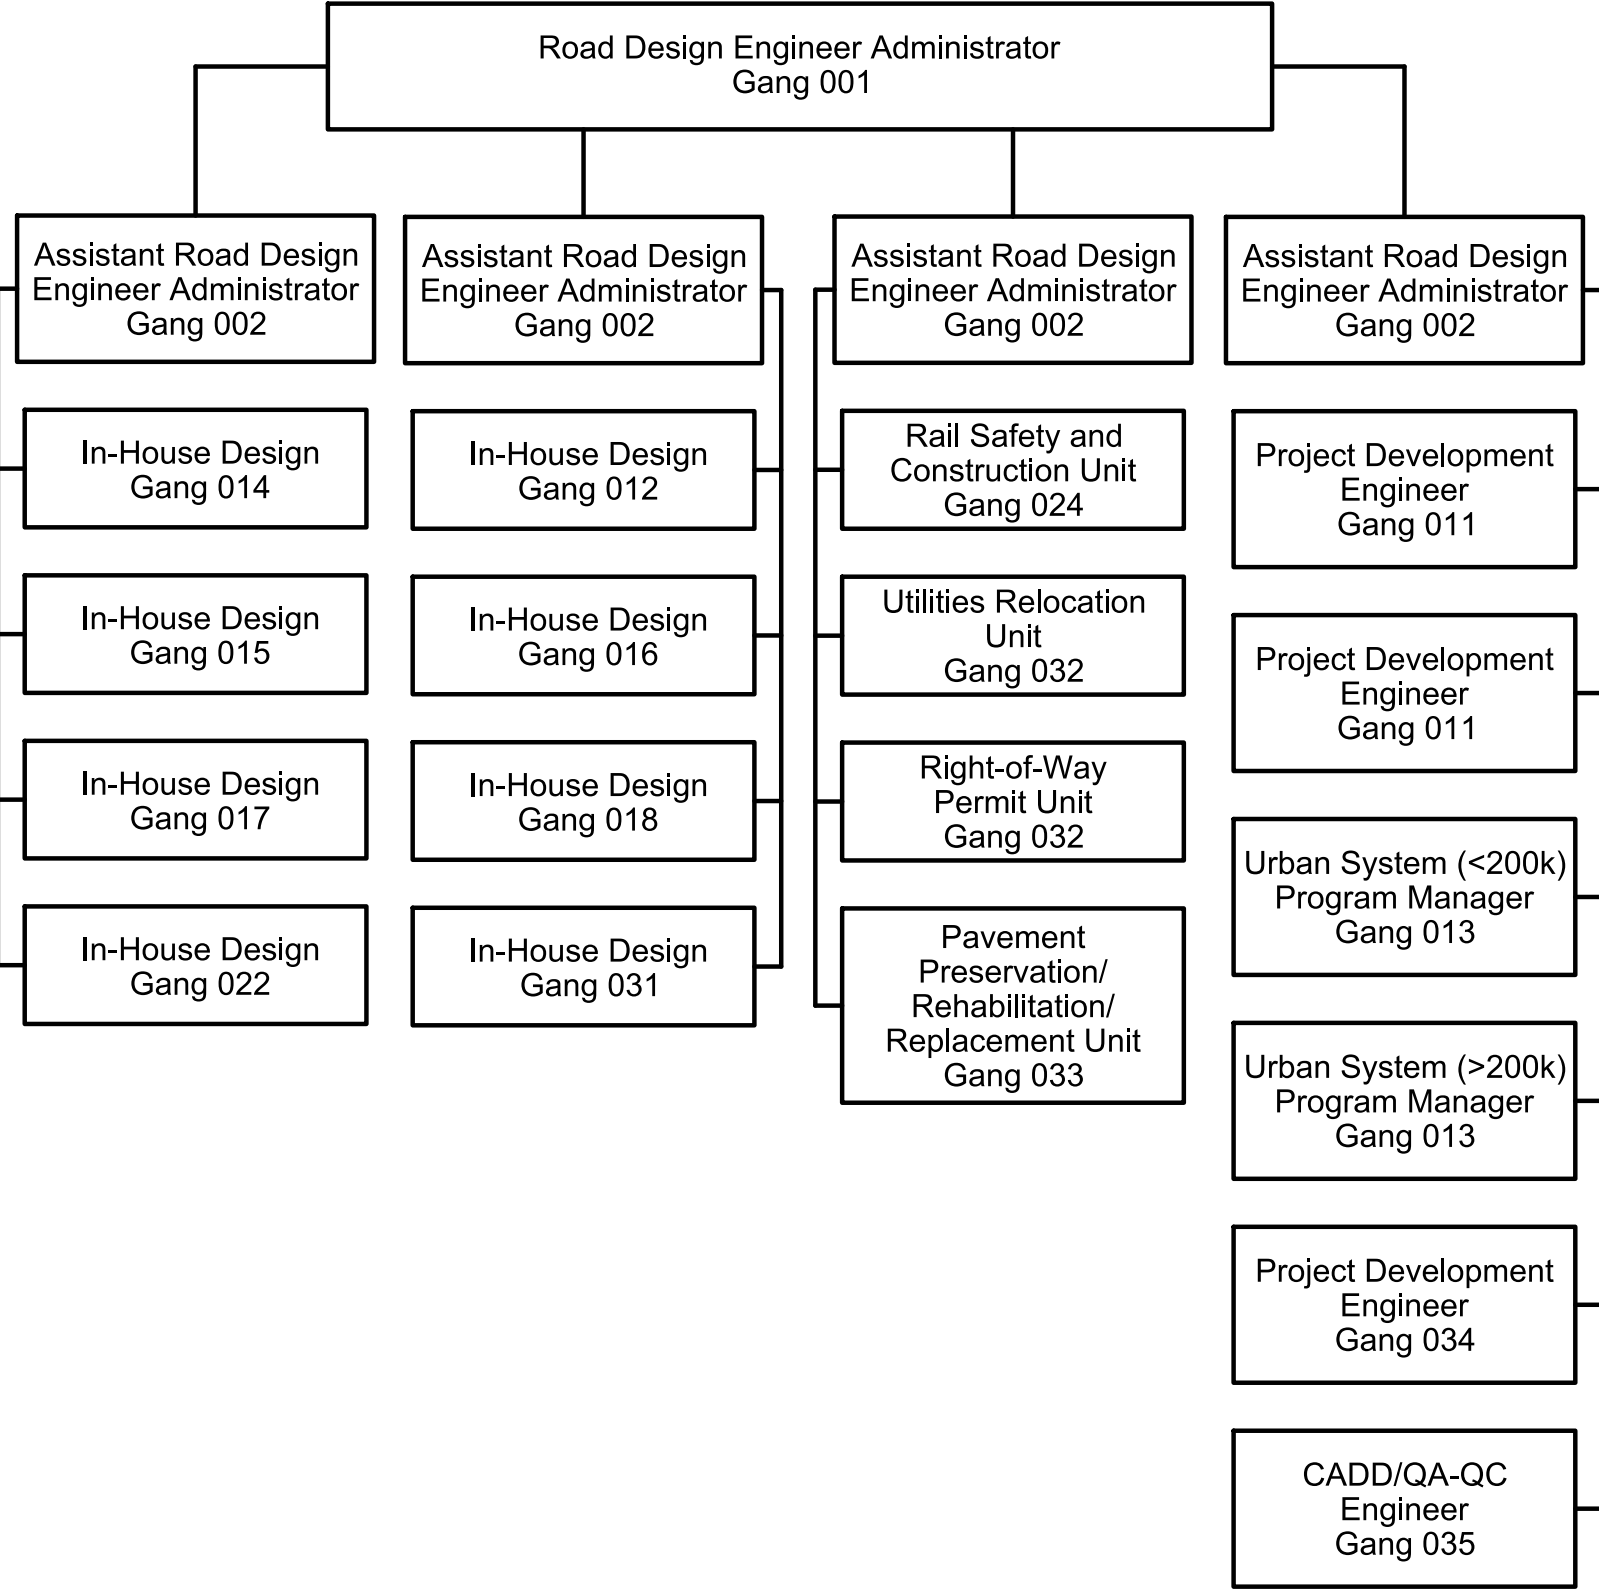 Road Design Engineer Administrator
Gang 001
Assistant Road Design
Engineer Administrator
Gang 002
In-House Design
Gang 014
In-House Design
Gang 015
In-House Design
Gang 017
In-House Design
Gang 022
Assistant Road Design
Engineer Administrator
Gang 002
In-House Design
Gang 012
In-House Design
Gang 016
In-House Design
Gang 018
In-House Design
Gang 031
Assistant Road Design
Engineer Administrator
Gang 002
Rail Safety and
Construction Unit
Gang 024
Utilities Relocation
Unit
Gang 032
Right-of-Way
Permit Unit
Gang 032
Pavement
Preservation/
Rehabilitation/
Replacement Unit
Gang 033
Assistant Road Design
Engineer Administrator
Gang 002
Project Development
Engineer
Gang 011
Project Development
Engineer
Gang 011
Urban System (<200k)
Program Manager
Gang 013
Urban System (>200k)
Program Manager
Gang 013
Project Development
Engineer
Gang 034
CADD/QA-QC
Engineer
Gang 035